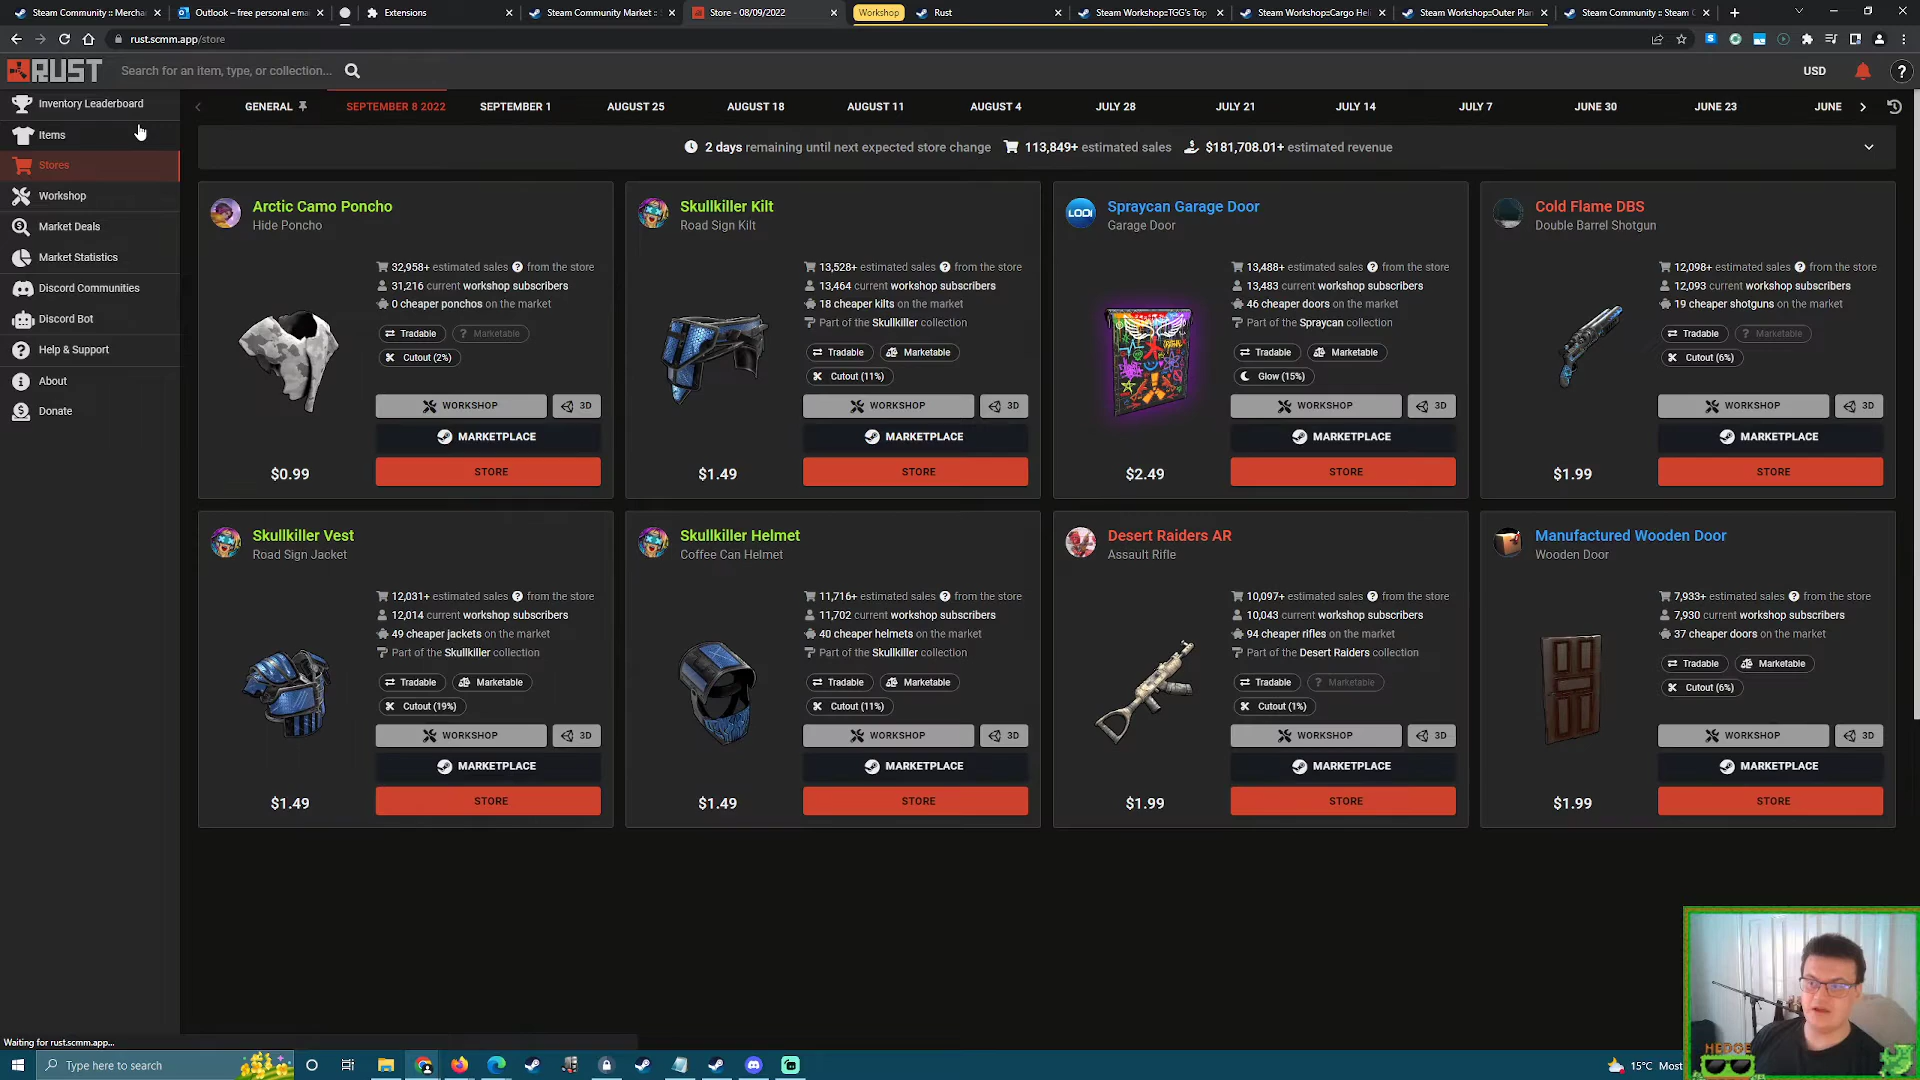 Steam Community :: Mercha
Outlook – free personal ema
Extensions
Steam Community Market ::
Store - 08/09/2022
Workshop
Rust
Steam Workshop::TGG's Top
Steam Workshop::Cargo Hel
Steam Workshop::Outer Plan
Steam Community :: Steam C
rust.scmm.app/store
RUST
Search for an item, type, or collection...
USD
Inventory Leaderboard
Items
Stores
Workshop
Market Deals
Market Statistics
Discord Communities
Discord Bot
Help & Support
About
Donate
GENERAL
SEPTEMBER 8 2022
SEPTEMBER 1
AUGUST 25
AUGUST 18
AUGUST 11
AUGUST 4
JULY 28
JULY 21
JULY 14
JULY 7
JUNE 30
JUNE 23
JUNE
2 days remaining until next expected store change 113,849+ estimated sales $181,708.01+ estimated revenue
Arctic Camo Poncho
Hide Poncho
32,958+ estimated sales ? from the store
31,216 current workshop subscribers
0 cheaper ponchos on the market
Tradable ? Marketable
Cutout (2%)
WORKSHOP 3D
MARKETPLACE
$0.99 STORE
Skullkiller Kilt
Road Sign Kilt
13,528+ estimated sales ? from the store
13,464 current workshop subscribers
18 cheaper kilts on the market
Part of the Skullkiller collection
Tradable Marketable
Cutout (11%)
WORKSHOP 3D
MARKETPLACE
$1.49 STORE
LODI
Spraycan Garage Door
Garage Door
13,488+ estimated sales ? from the store
13,483 current workshop subscribers
46 cheaper doors on the market
Part of the Spraycan collection
Tradable Marketable
Glow (15%)
WORKSHOP 3D
MARKETPLACE
$2.49 STORE
Cold Flame DBS
Double Barrel Shotgun
12,098+ estimated sales ? from the store
12,093 current workshop subscribers
19 cheaper shotguns on the market
Tradable ? Marketable
Cutout (6%)
WORKSHOP 3D
MARKETPLACE
$1.99 STORE
Skullkiller Vest
Road Sign Jacket
12,031+ estimated sales ? from the store
12,014 current workshop subscribers
49 cheaper jackets on the market
Part of the Skullkiller collection
Tradable Marketable
Cutout (19%)
WORKSHOP 3D
MARKETPLACE
$1.49 STORE
Skullkiller Helmet
Coffee Can Helmet
11,716+ estimated sales ? from the store
11,702 current workshop subscribers
40 cheaper helmets on the market
Part of the Skullkiller collection
Tradable Marketable
Cutout (11%)
WORKSHOP 3D
MARKETPLACE
$1.49 STORE
Desert Raiders AR
Assault Rifle
10,097+ estimated sales ? from the store
10,043 current workshop subscribers
94 cheaper rifles on the market
Part of the Desert Raiders collection
Tradable ? Marketable
Cutout (1%)
WORKSHOP 3D
MARKETPLACE
$1.99 STORE
Manufactured Wooden Door
Wooden Door
7,933+ estimated sales ? from the store
7,930 current workshop subscribers
37 cheaper doors on the market
Tradable Marketable
Cutout (6%)
WORKSHOP 3D
MARKETPLACE
$1.99 STORE
Waiting for rust.scmm.app...
Type here to search
15°C Most
HEDGE